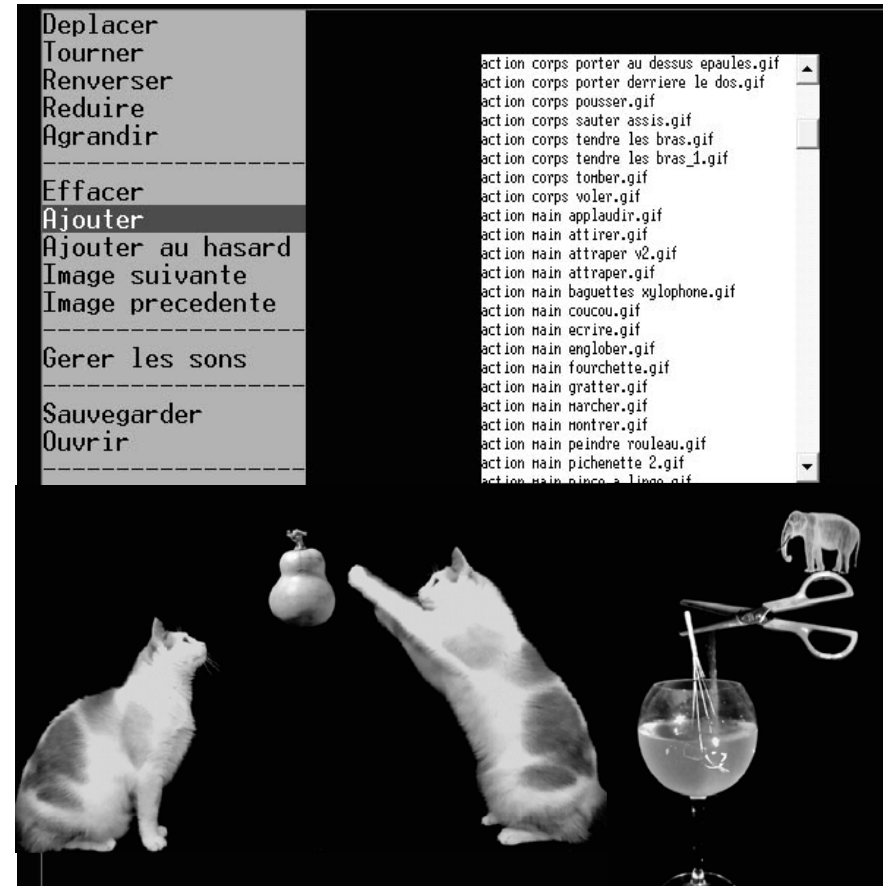 Deplacer
Tourner
Renverser
Reduire
Agrandir
Effacer
Ajouter
Ajouter au hasard
Image suivante
Image precedente
Gerer les sons
Sauvegarder
Ouvrir
action corps porter au dessus epaules.gif
action corps porter derriere le dos.gif
action corps pousser.gif
action corps sauter assis.gif
action corps tendre les bras.gif
action corps tendre les bras_1.gif
action corps tomber.gif
action corps voler.gif
action main applaudir.gif
action main attirer.gif
action main attraper v2.gif
action main attraper.gif
action main baguettes xylophone.gif
action main coucou.gif
action main ecrire.gif
action main englober.gif
action main fourchette.gif
action main gratter.gif
action main marcher.gif
action main montrer.gif
action main peindre rouleau.gif
action main pichenette 2.gif
action main